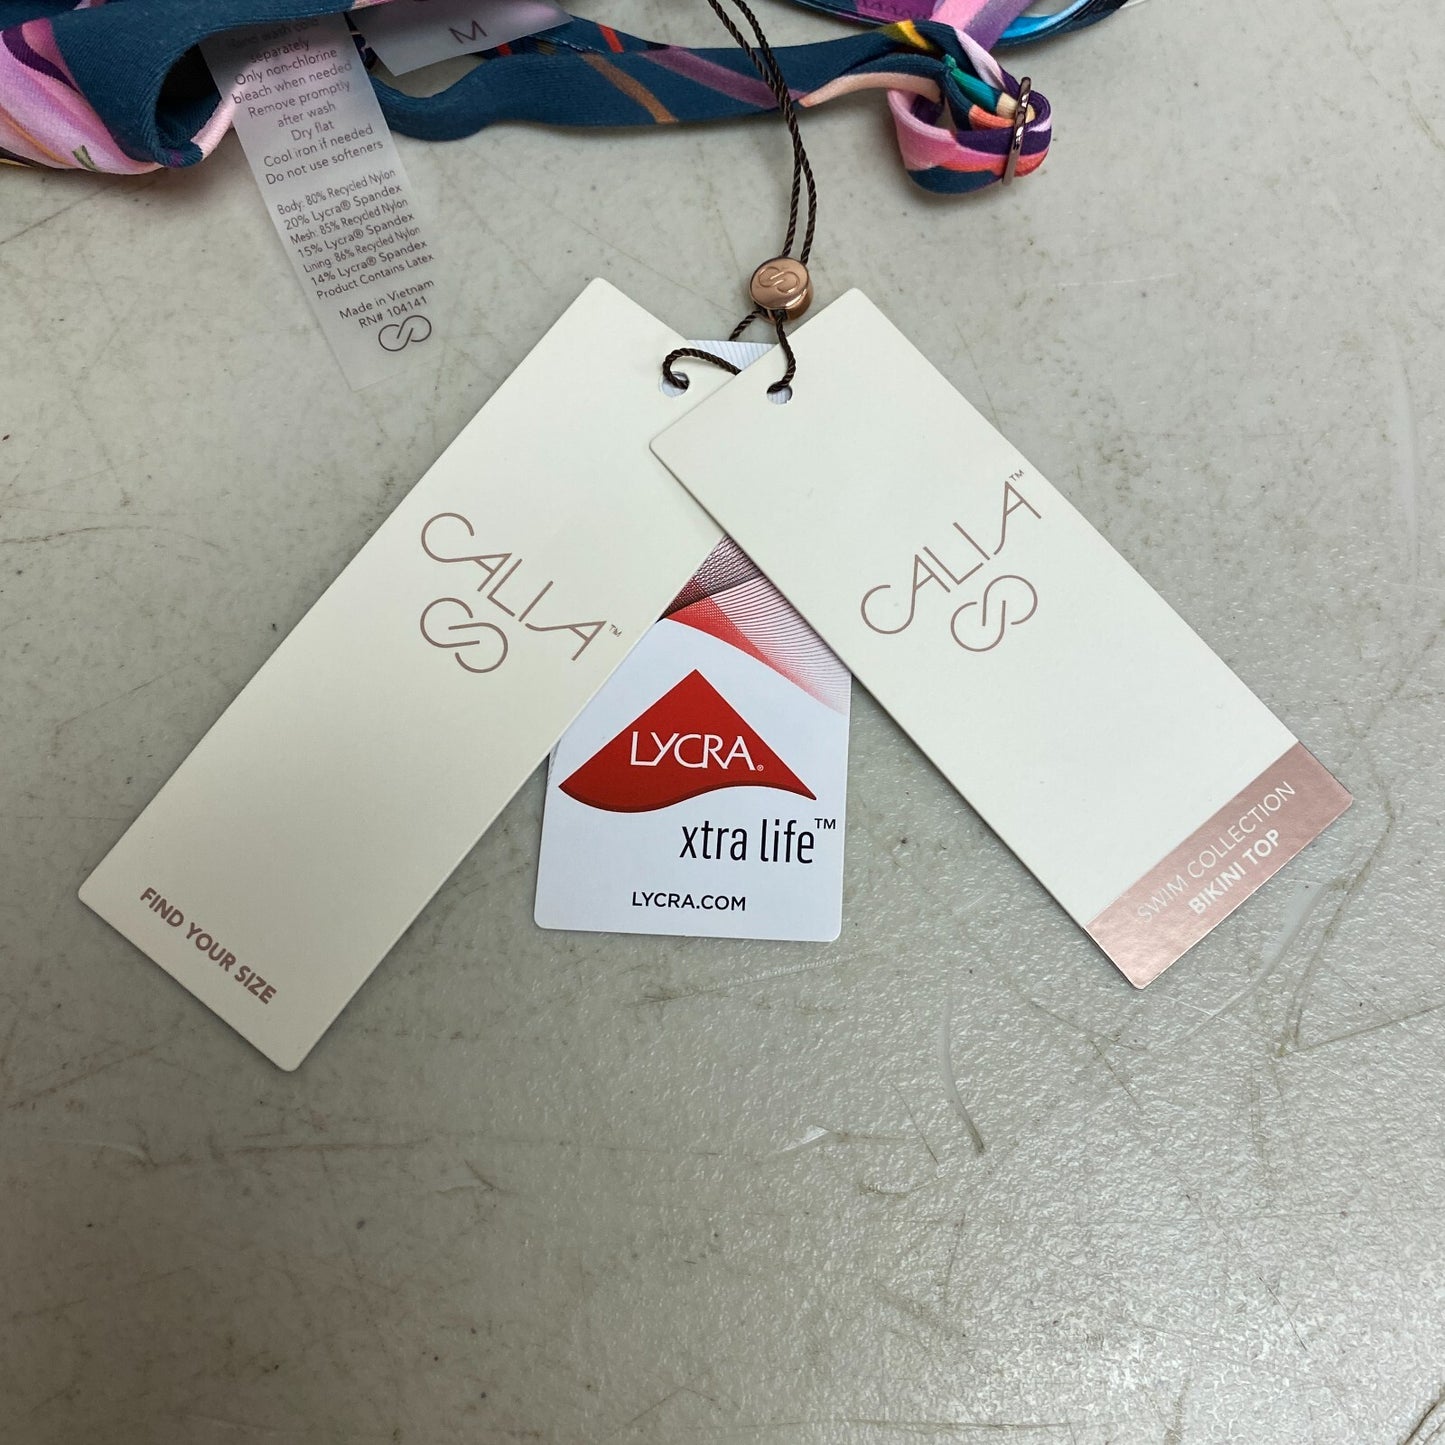 Hand wash cold
separately
Only non-chlorine
bleach when needed
Remove promptly
after wash
Dry flat
Cool iron if needed
Do not use softeners
Body: 80% Recycled Nylon
20% Lycra® Spandex
Mesh: 85% Recycled Nylon
15% Lycra® Spandex
Lining: 86% Recycled Nylon
14% Lycra® Spandex
Product Contains Latex
Made in Vietnam
RN# 104141
M
CALIA™
FIND YOUR SIZE
LYCRA®
xtra life™
LYCRA.COM
CALIA™
SWIM COLLECTION
BIKINI TOP